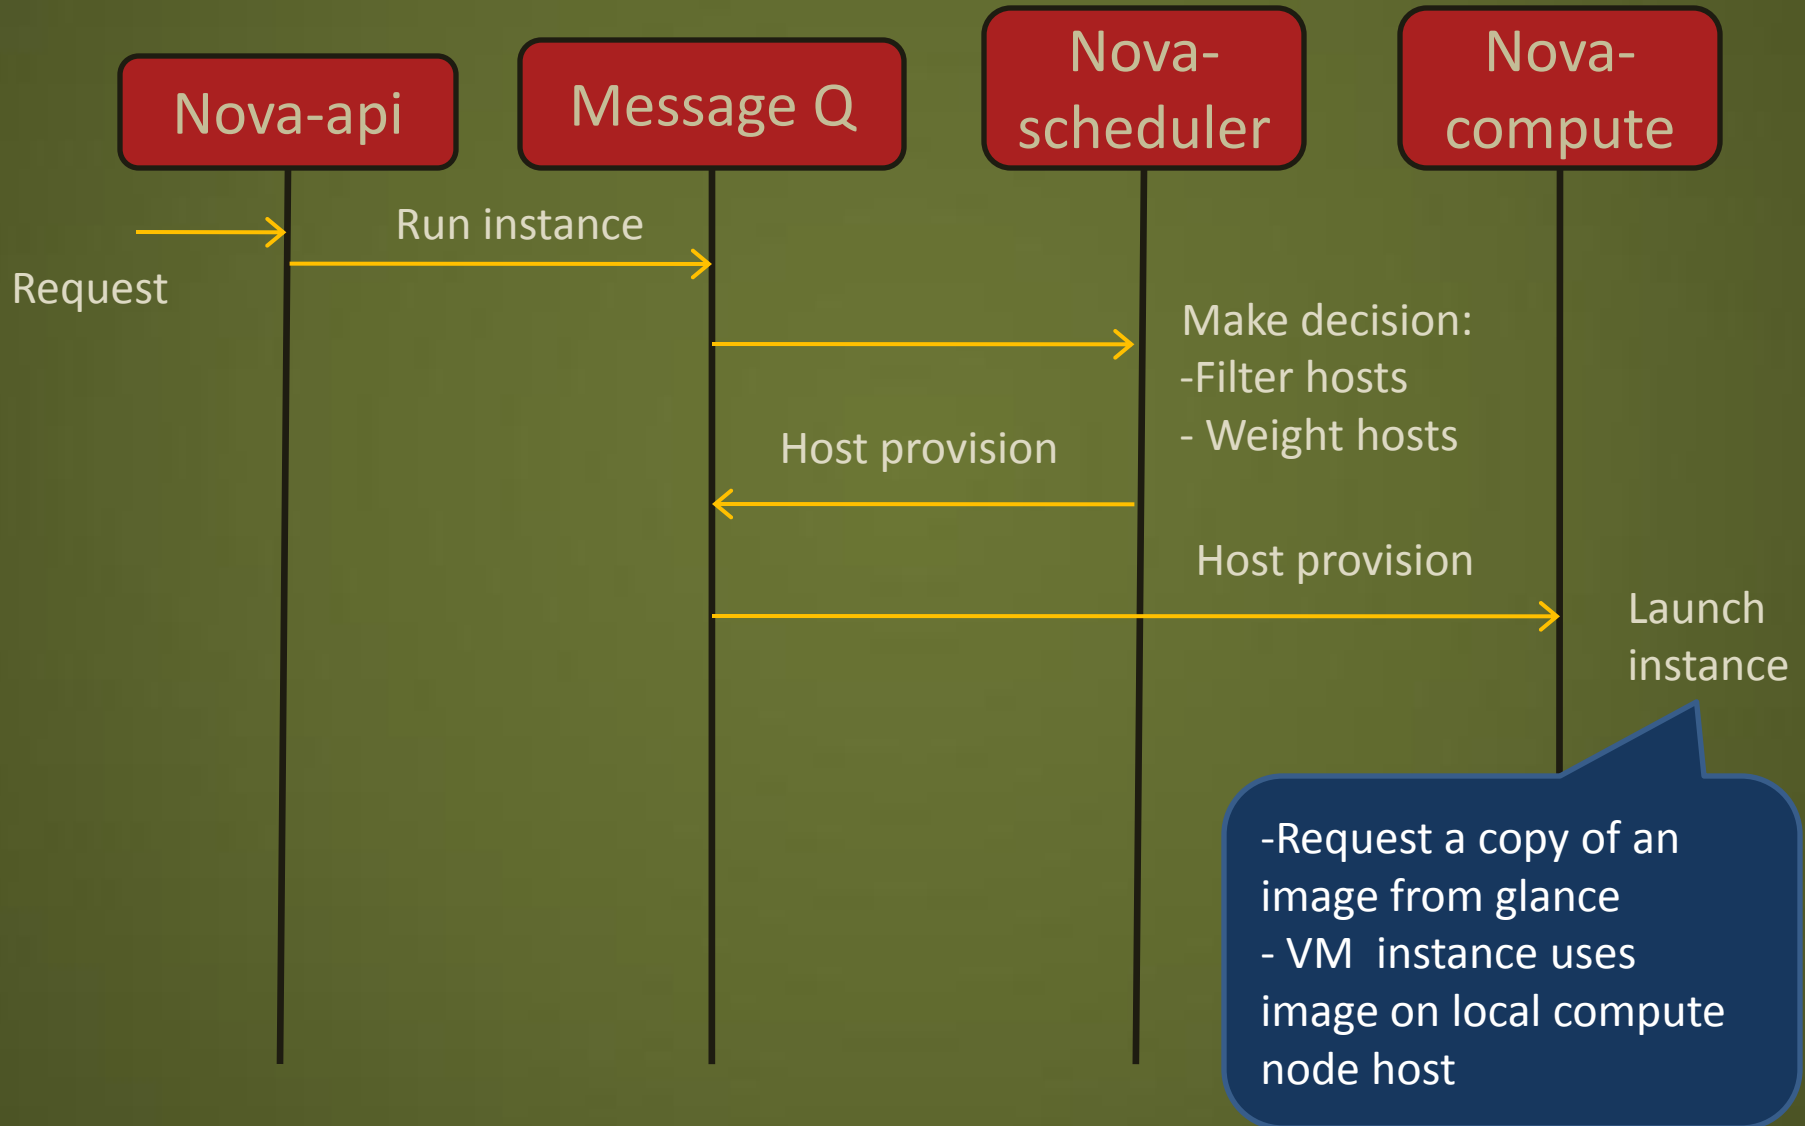 Nova-api
Message Q
Nova-
scheduler
Nova-
compute
Request
Run instance
Make decision:
-Filter hosts
- Weight hosts
Host provision
Host provision
Launch
instance
-Request a copy of an
image from glance
- VM  instance uses
image on local compute
node host